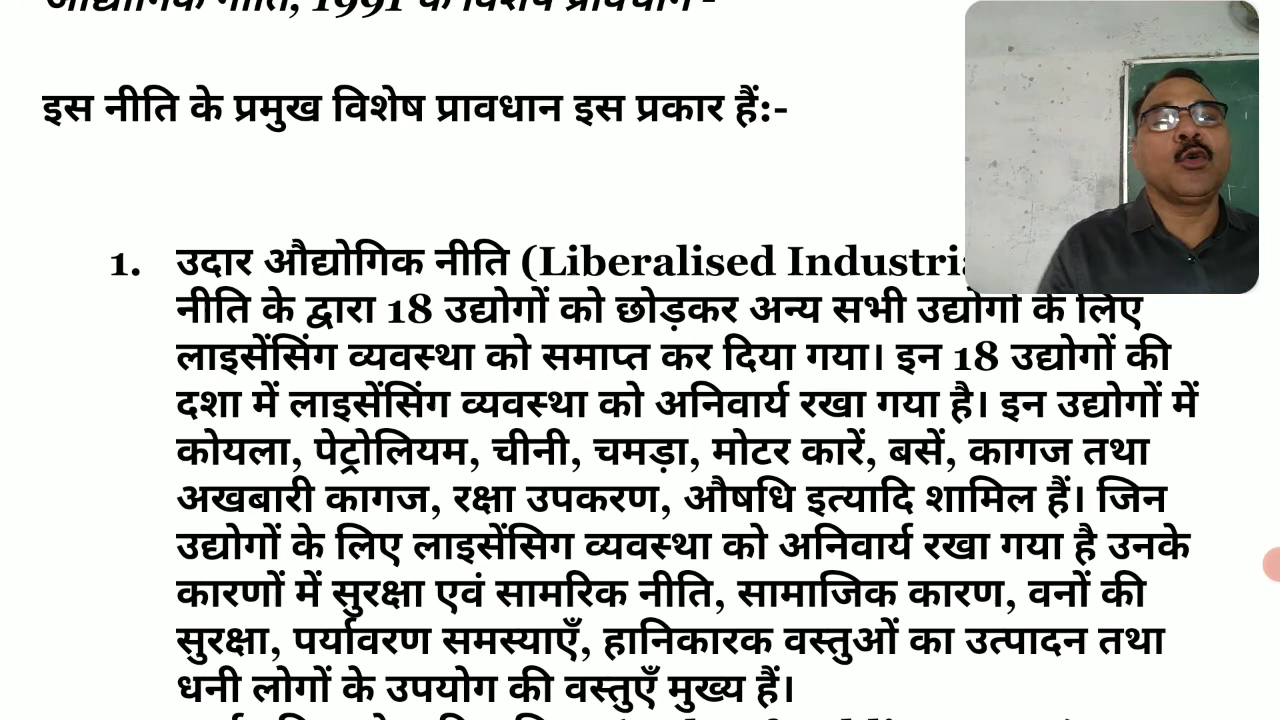 औद्योगिक नीति, 1991 के विशेष प्रावधान -
इस नीति के प्रमुख विशेष प्रावधान इस प्रकार हैं:-
1. उदार औद्योगिक नीति (Liberalised
नीति के द्वारा 18 उद्योगों को छोड़कर अन्य सभी उद्योगों के लिए
लाइसेंसिंग व्यवस्था को समाप्त कर दिया गया। इन 18 उद्योगों की
दशा में लाइसेंसिंग व्यवस्था को अनिवार्य रखा गया है। इन उद्योगों में
कोयला, पेट्रोलियम, चीनी, चमड़ा, मोटर कारें, बसें, कागज तथा
अखबारी कागज, रक्षा उपकरण, औषधि इत्यादि शामिल हैं। जिन
उद्योगों के लिए लाइसेंसिग व्यवस्था को अनिवार्य रखा गया है उनके
कारणों में सुरक्षा एवं सामरिक नीति, सामाजिक कारण, वनों की
सुरक्षा, पर्यावरण समस्याएँ, हानिकारक वस्तुओं का उत्पादन तथा
धनी लोगों के उपयोग की वस्तुएँ मुख्य हैं।